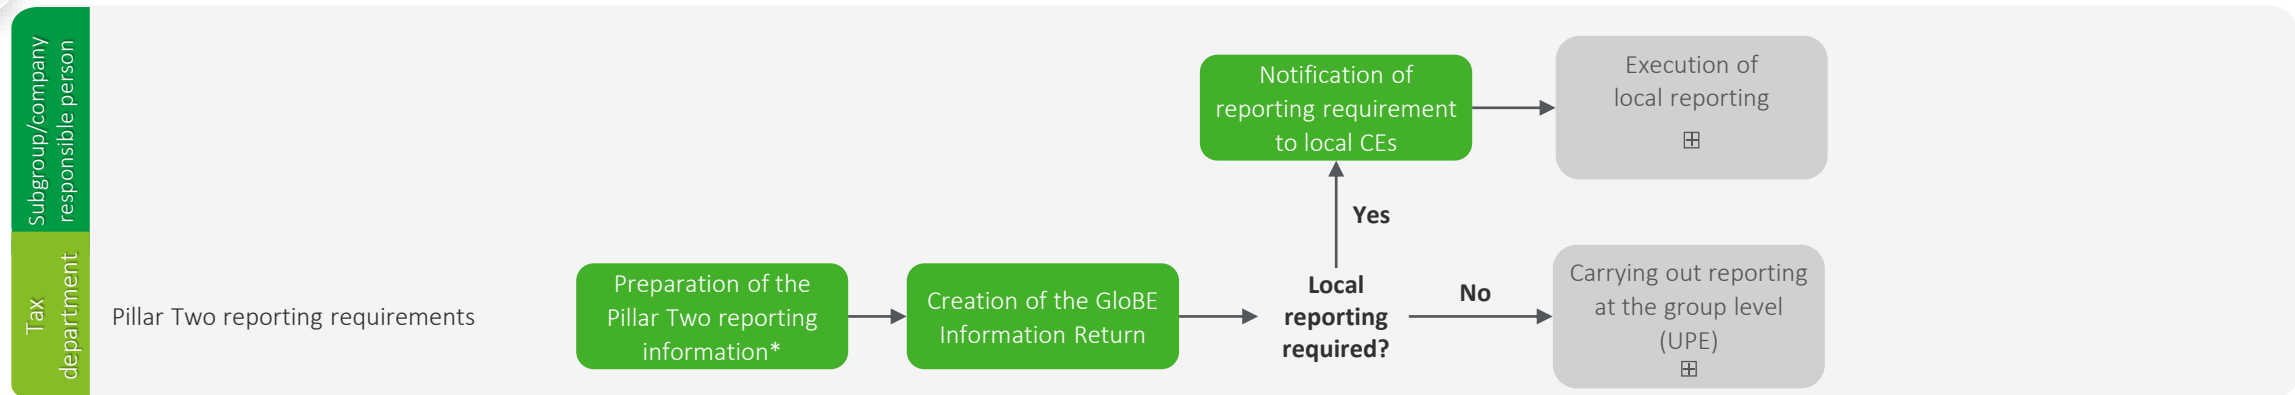 Subgroup/company
responsible person
Notification of
reporting requirement
to local CEs
Execution of
local reporting
Yes
Tax
department
Pillar Two reporting requirements
Preparation of the
Pillar Two reporting
information*
Creation of the GloBE
Information Return
Local
reporting
required?
No
Carrying out reporting
at the group level
(UPE)